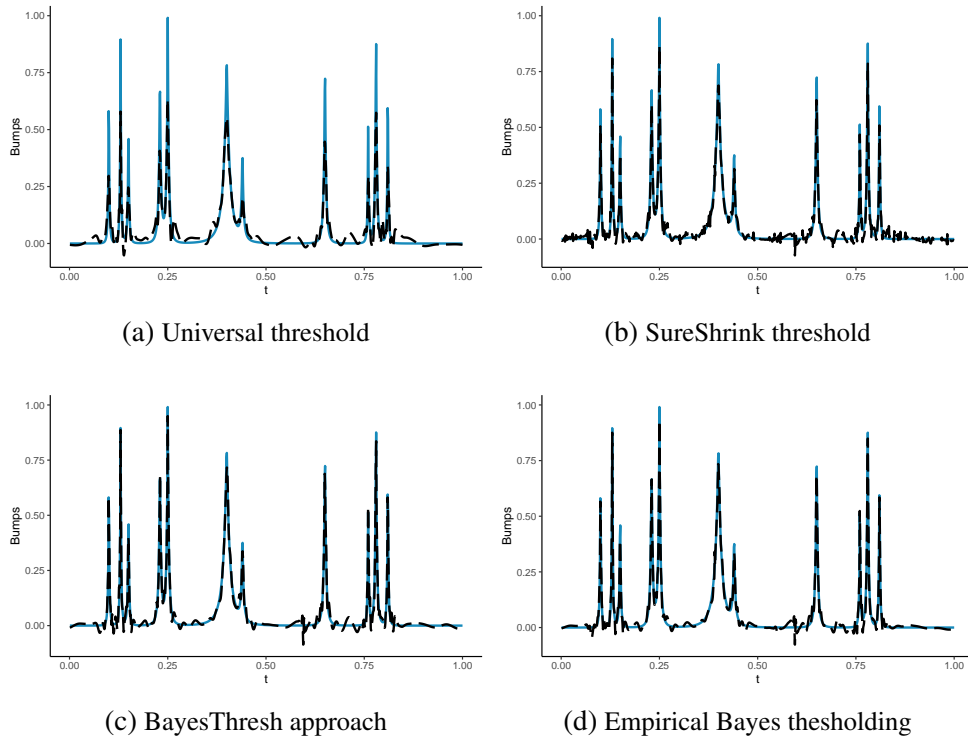 1.00
0.75
0.50
0.25
0.00
Bumps
0.00 0.25 0.50 0.75 1.00
t
(a) Universal threshold
1.00
0.75
0.50
0.25
0.00
Bumps
0.00 0.25 0.50 0.75 1.00
t
(b) SureShrink threshold
1.00
0.75
0.50
0.25
0.00
Bumps
0.00 0.25 0.50 0.75 1.00
t
(c) BayesThresh approach
1.00
0.75
0.50
0.25
0.00
Bumps
0.00 0.25 0.50 0.75 1.00
t
(d) Empirical Bayes thesholding